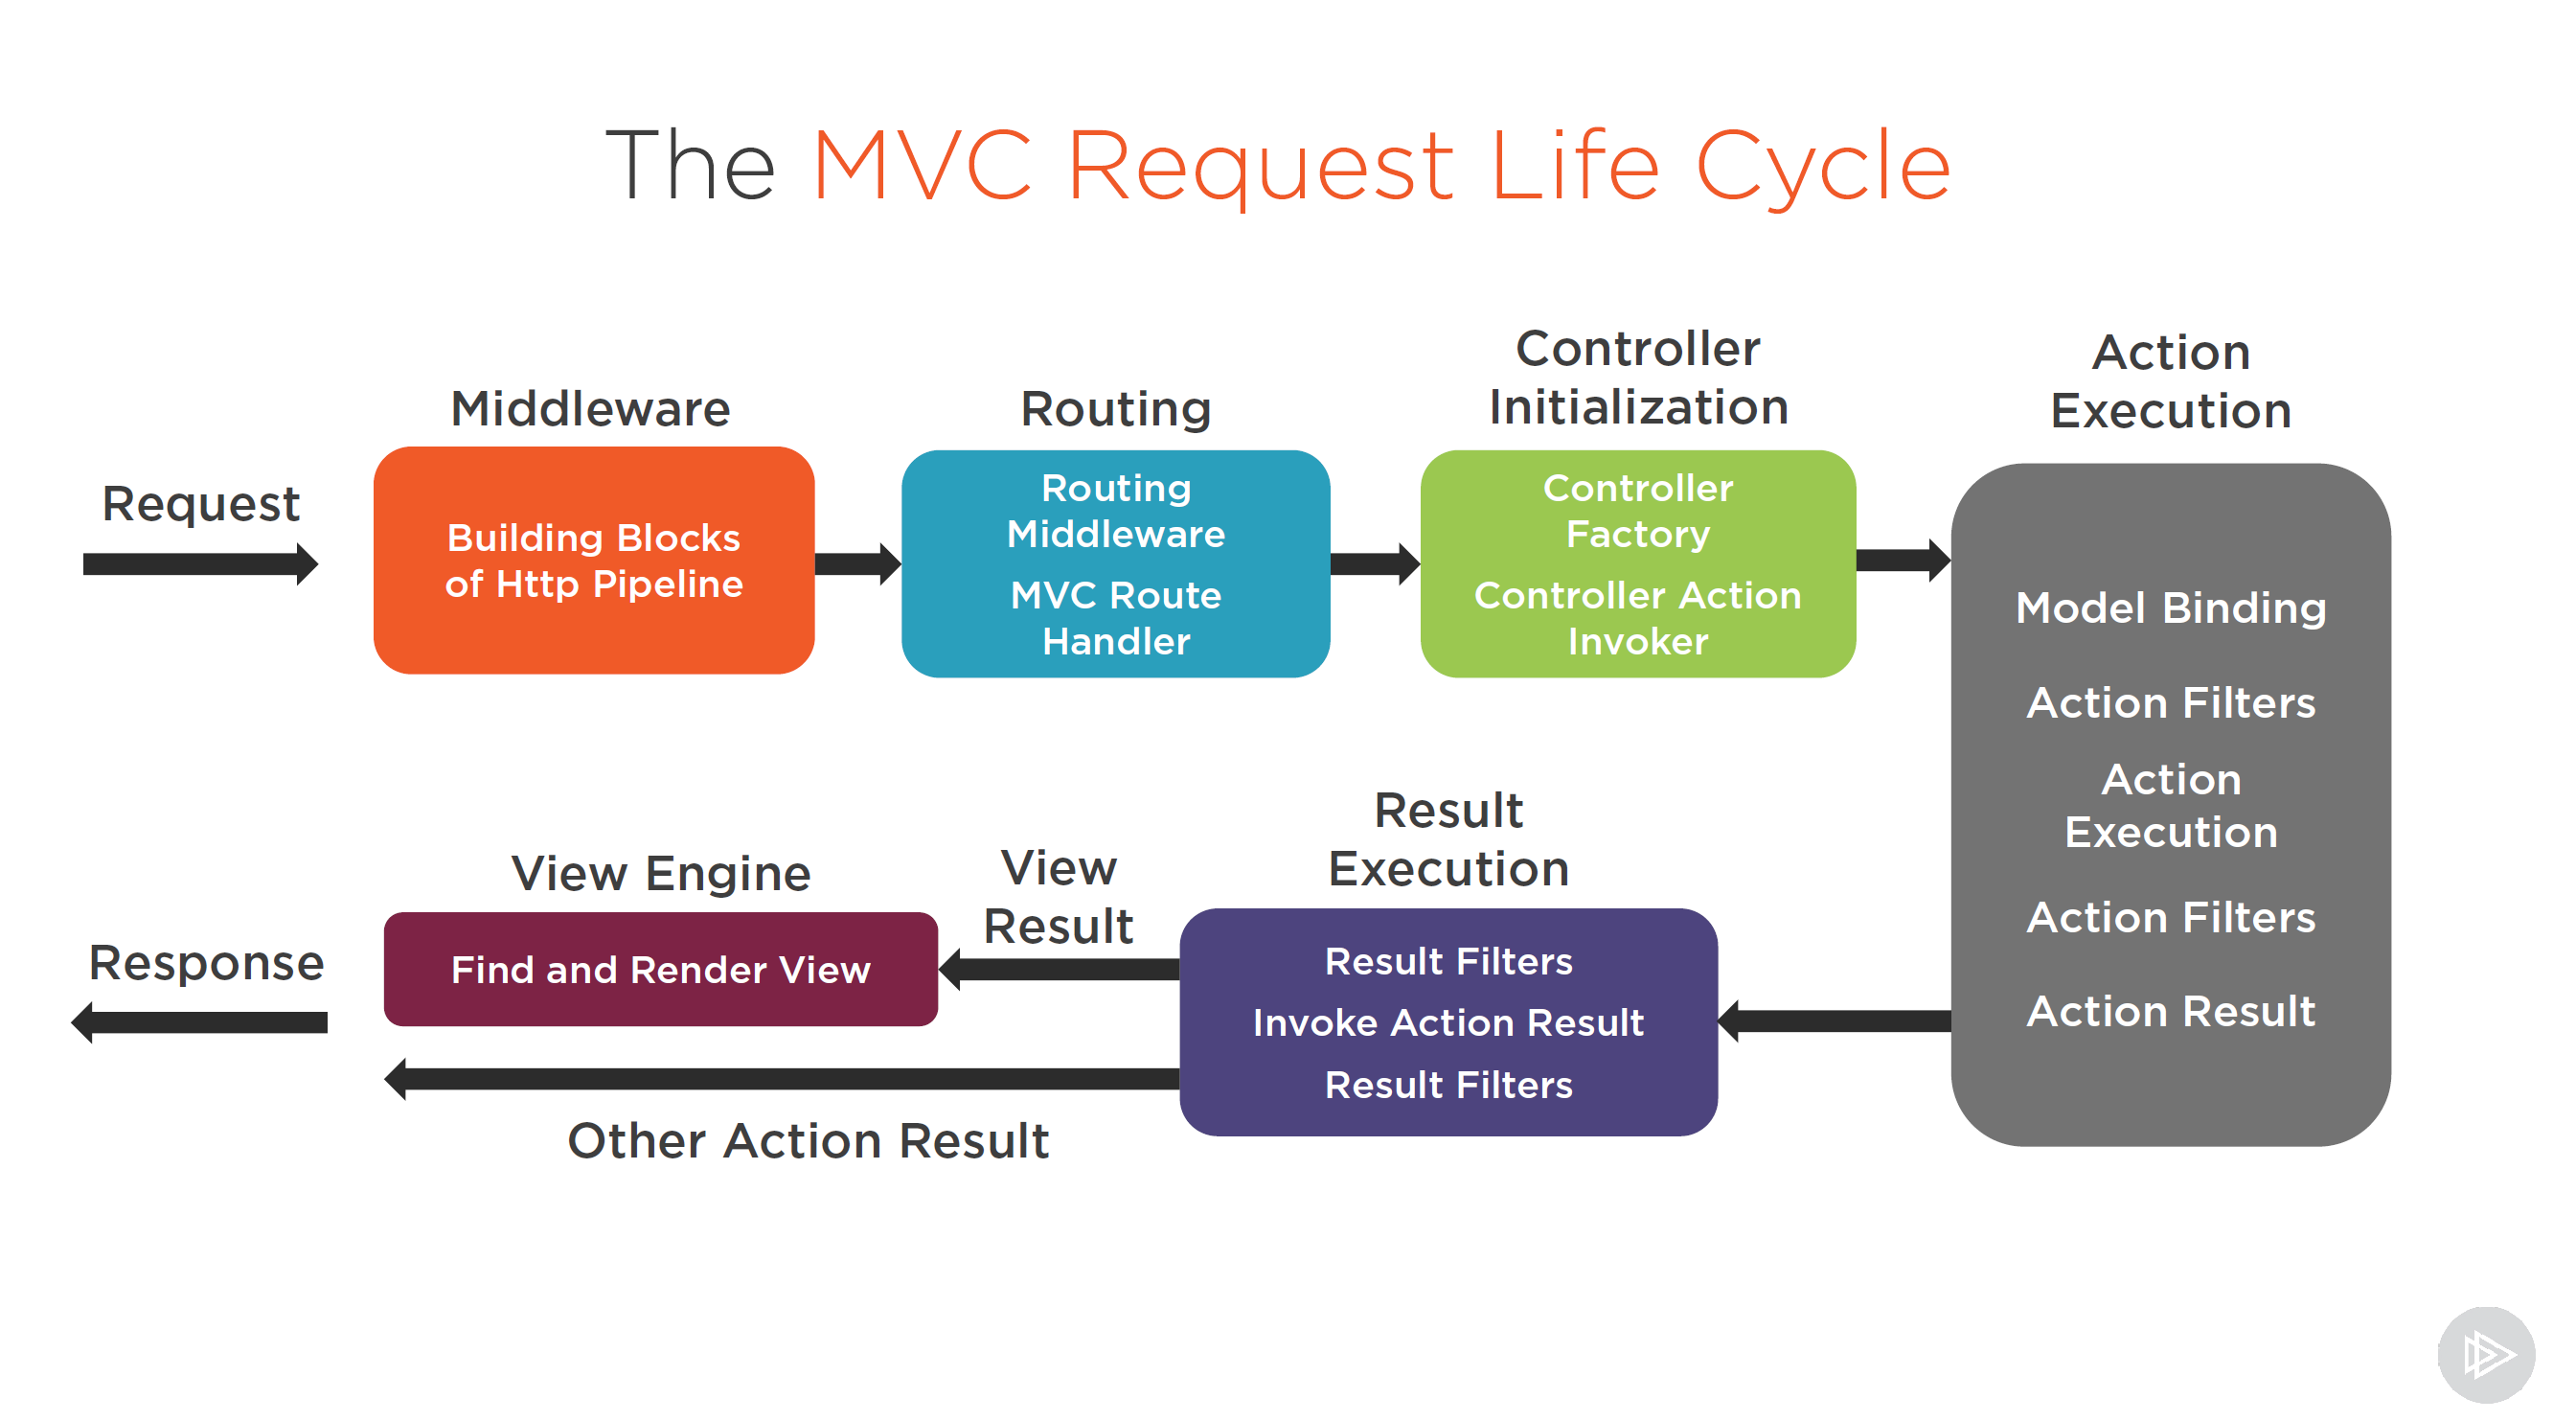 The MVC Request Life Cycle
Request
Middleware
Building Blocks
of Http Pipeline
Routing
Routing
Middleware
MVC Route
Handler
Controller
Initialization
Controller
Factory
Controller Action
Invoker
Action
Execution
Model Binding
Action Filters
Action
Execution
Action Filters
Action Result
Result
Execution
Result Filters
Invoke Action Result
Result Filters
View
Result
View Engine
Find and Render View
Other Action Result
Response